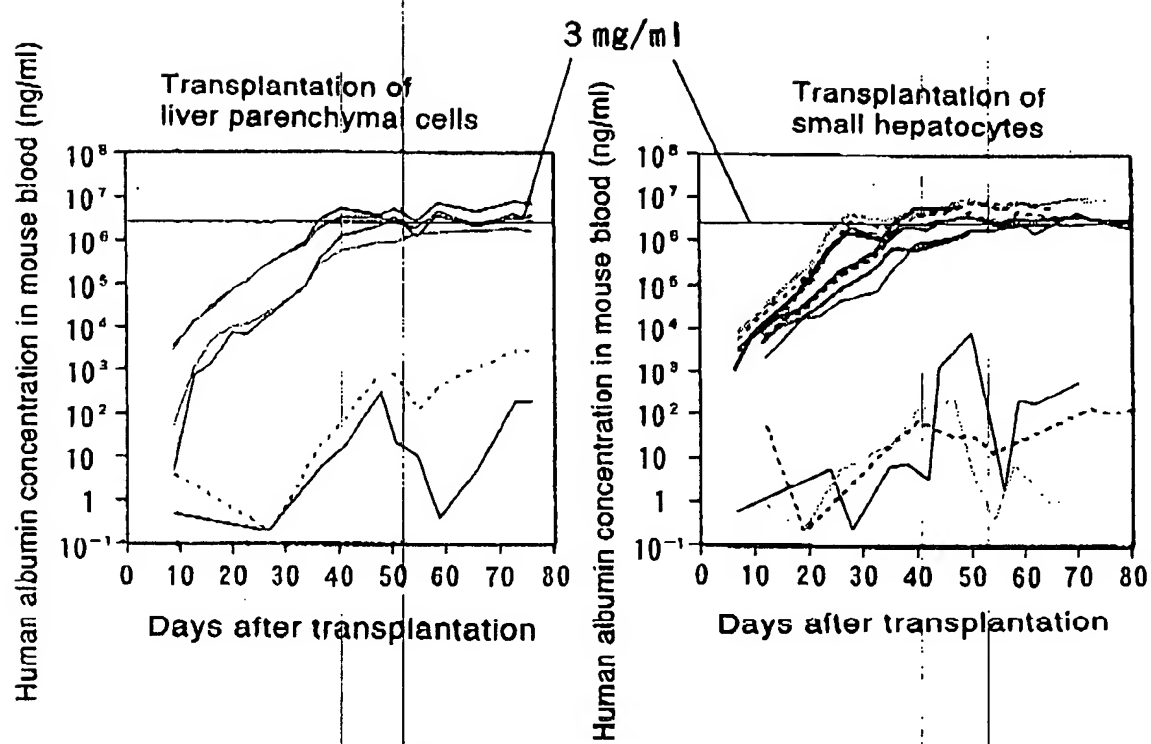 3 mg/ml
Transplantation of
liver parenchymal cells
Human albumin concentration in mouse blood (ng/ml)
10⁸
10⁷
10⁶
10⁵
10⁴
10³
10²
10
1
10⁻¹
0 10 20 30 40 50 60 70 80
Days after transplantation
Transplantation of
small hepatocytes
Human albumin concentration in mouse blood (ng/ml)
10⁸
10⁷
10⁶
10⁵
10⁴
10³
10²
10
1
10⁻¹
0 10 20 30 40 50 60 70 80
Days after transplantation